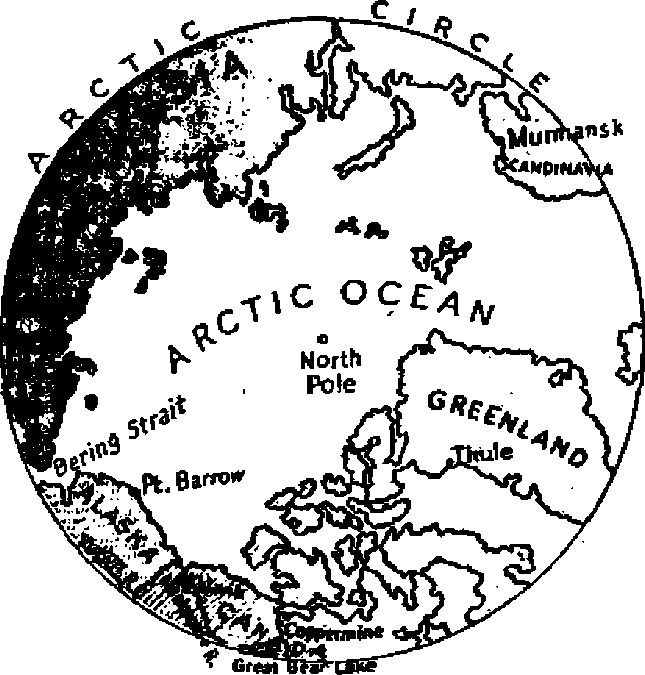 ARCTIC CIRCLE
Murmansk
SCANDINAVIA
ARCTIC OCEAN
North
Pole
GREENLAND
Thule
Bering Strait
Pt. Barrow
ALASKA
CAN
Coppermine
Great Bear Lake